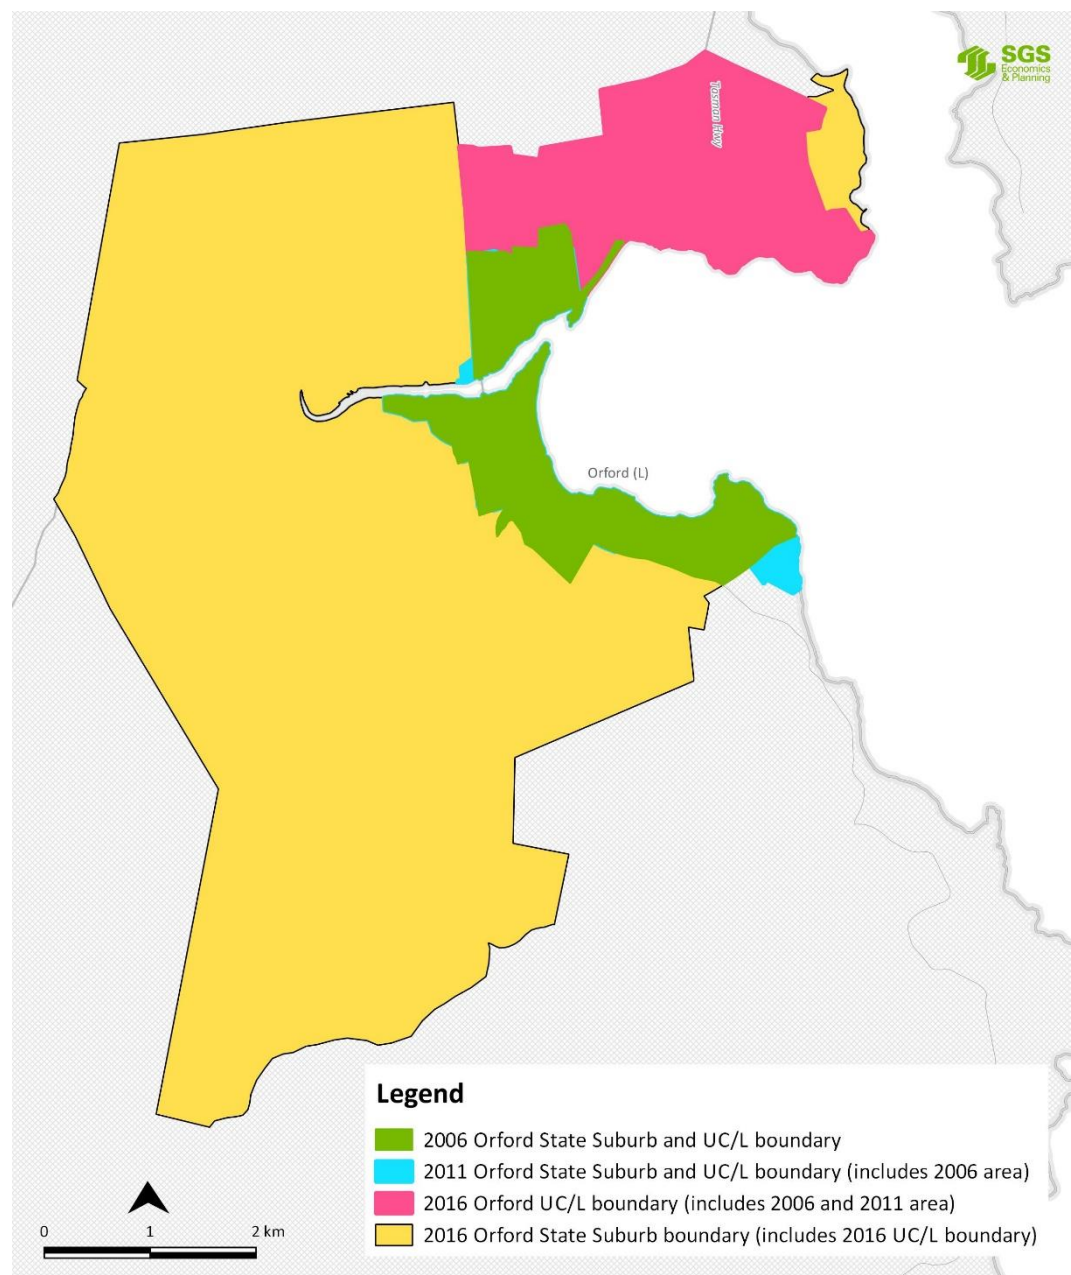 SGS
Economics
& Planning
Tasman Hwy
Orford (L)
Legend
2006 Orford State Suburb and UC/L boundary
2011 Orford State Suburb and UC/L boundary (includes 2006 area)
2016 Orford UC/L boundary (includes 2006 and 2011 area)
2016 Orford State Suburb boundary (includes 2016 UC/L boundary)
0 1 2 km